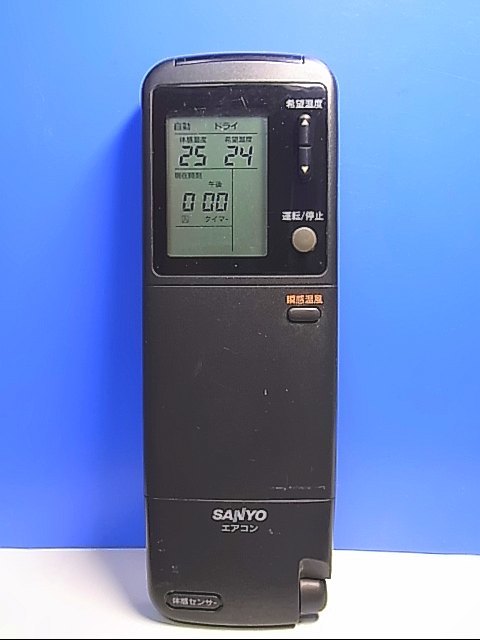 希望温度
自動 ドライ
体感温度 希望温度
25 24
現在時刻
午後
0:00
タイマー
運転/停止
瞬感温風
SANYO
エアコン
体感センサー